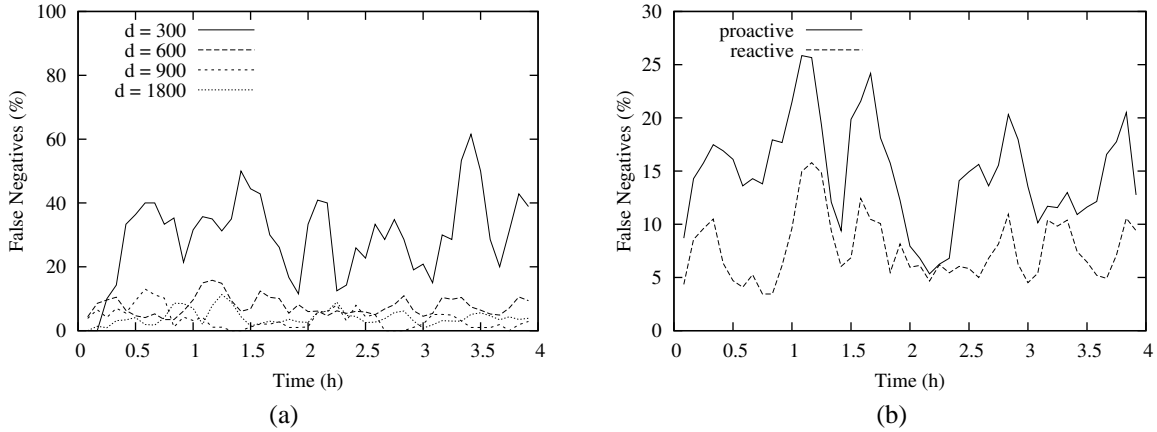 100
80
60
40
20
0
False Negatives (%)
d = 300
d = 600
d = 900
d = 1800
0 0.5 1 1.5 2 2.5 3 3.5 4
Time (h)
(a)
30
25
20
15
10
5
0
False Negatives (%)
proactive
reactive
0 0.5 1 1.5 2 2.5 3 3.5 4
Time (h)
(b)